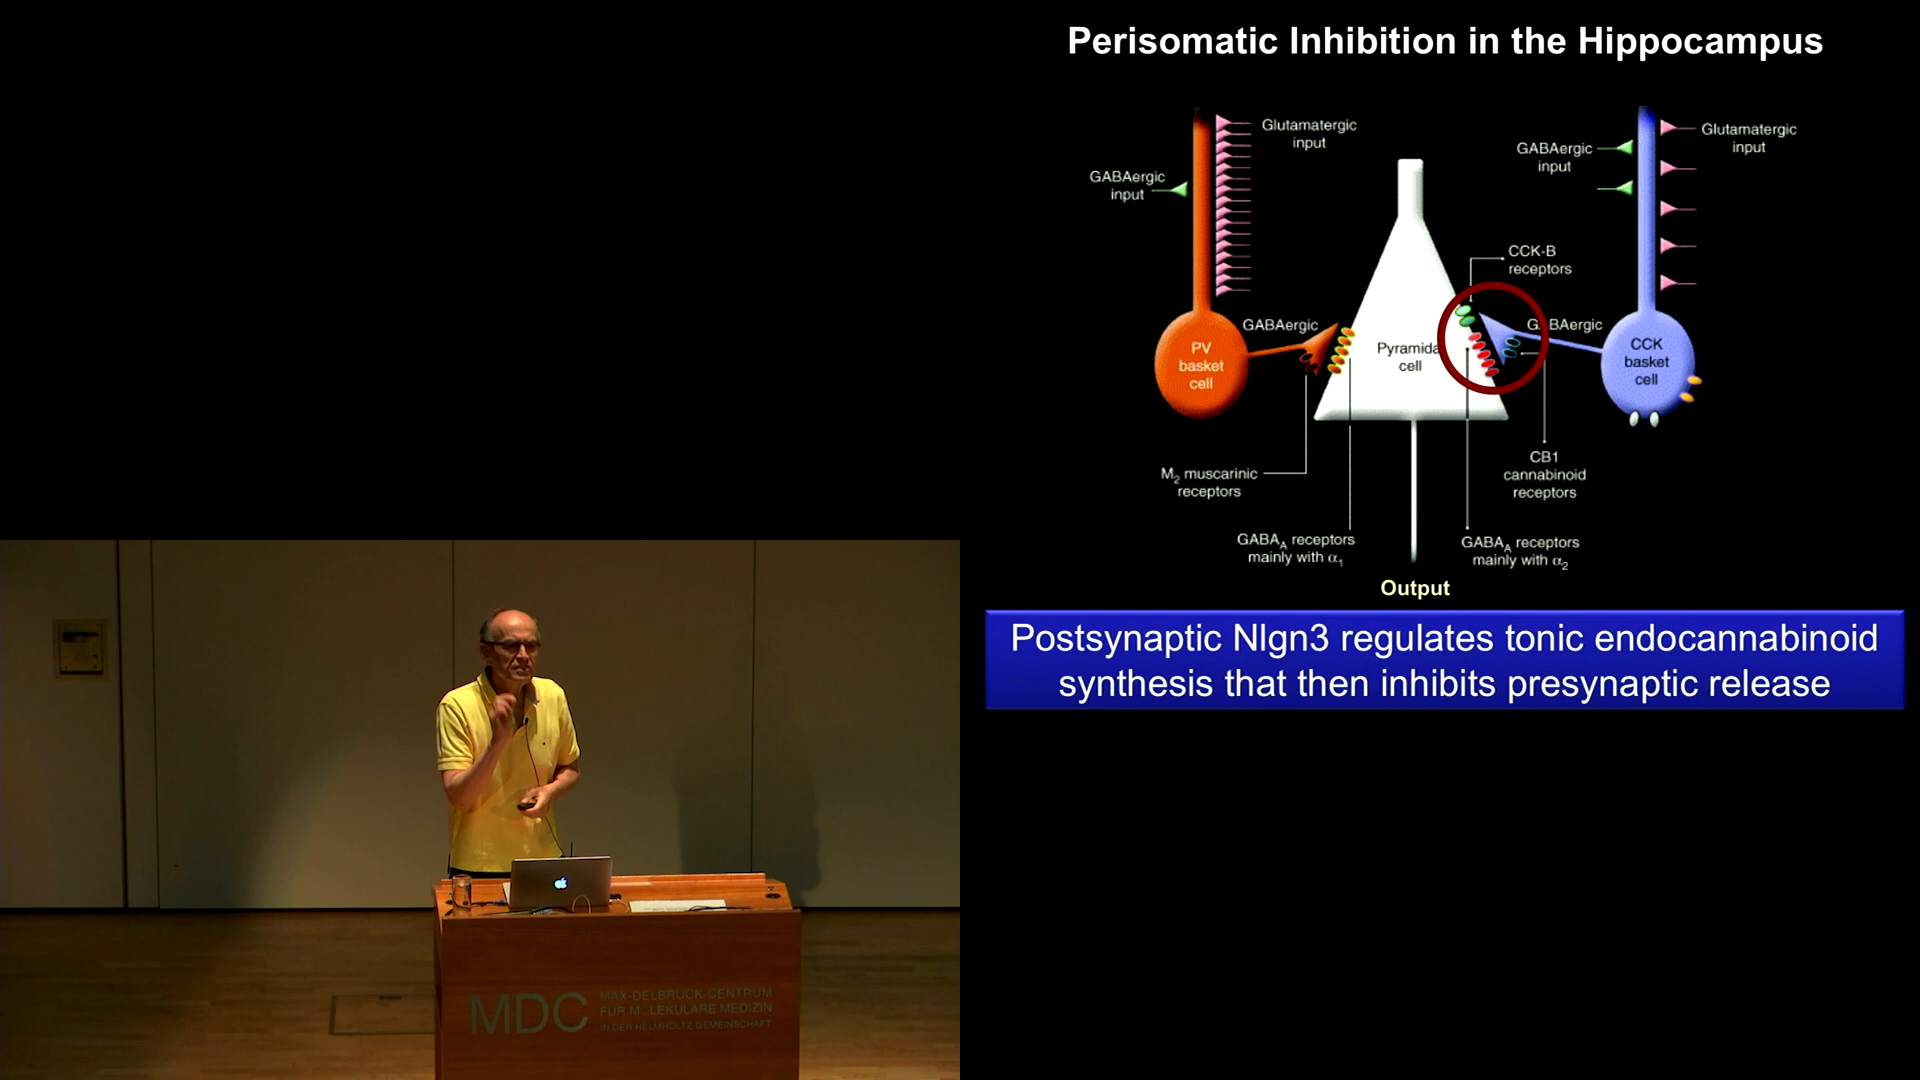 Perisomatic Inhibition in the Hippocampus
Glutamatergic
input
GABAergic
input
GABAergic
input
Glutamatergic
input
CCK-B
receptors
GABAergic
PV
basket
cell
Pyramida
cell
GABAergic
CCK
basket
cell
M2 muscarinic
receptors
CB1
cannabinoid
receptors
GABAA receptors
mainly with α1
GABAA receptors
mainly with α2
Output
Postsynaptic Nlgn3 regulates tonic endocannabinoid
synthesis that then inhibits presynaptic release
MDC
MAX-DELBRÜCK-CENTRUM
FÜR MOLEKULARE MEDIZIN
IN DER HELMHOLTZ GEMEINSCHAFT